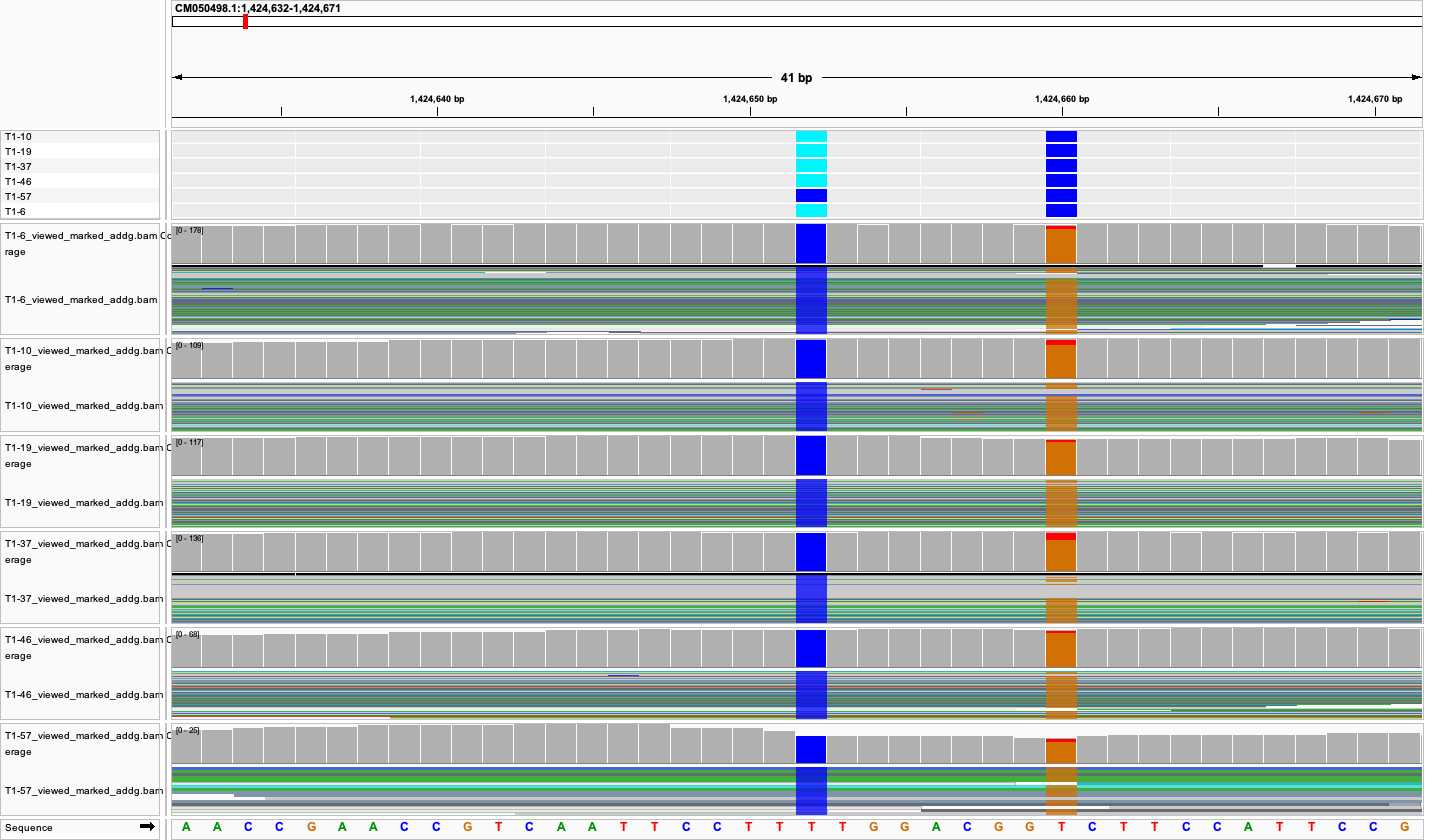 CM050498.1:1,424,632-1,424,671
41 bp
1,424,640 bp 1,424,650 bp 1,424,660 bp 1,424,670 bp
T1-10
T1-19
T1-37
T1-46
T1-57
T1-6
T1-6_viewed_marked_addg.bam Co
rage
[0 - 178]
T1-6_viewed_marked_addg.bam
T1-10_viewed_marked_addg.bam C
erage
[0 - 109]
T1-10_viewed_marked_addg.bam
T1-19_viewed_marked_addg.bam C
erage
[0 - 117]
T1-19_viewed_marked_addg.bam
T1-37_viewed_marked_addg.bam C
erage
[0 - 136]
T1-37_viewed_marked_addg.bam
T1-46_viewed_marked_addg.bam C
erage
[0 - 68]
T1-46_viewed_marked_addg.bam
T1-57_viewed_marked_addg.bam C
erage
[0 - 25]
T1-57_viewed_marked_addg.bam
Sequence A A C C G A A C C G T C A A T T C C T T T T G G A C G G T C T T C C A T T C C G